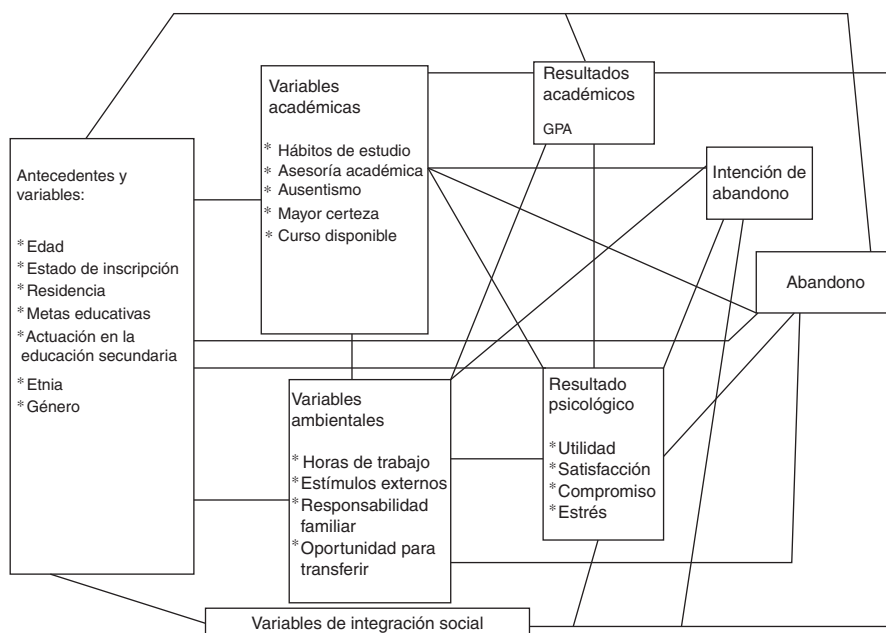 Antecedentes y
variables:
* Edad
* Estado de inscripción
* Residencia
* Metas educativas
* Actuación en la
educación secundaria
* Etnia
* Género
Variables
académicas
* Hábitos de estudio
* Asesoría académica
* Ausentismo
* Mayor certeza
* Curso disponible
Variables
ambientales
* Horas de trabajo
* Estímulos externos
* Responsabilidad
familiar
* Oportunidad para
transferir
Resultados
académicos
GPA
Resultado
psicológico
* Utilidad
* Satisfacción
* Compromiso
* Estrés
Intención de
abandono
Abandono
Variables de integración social